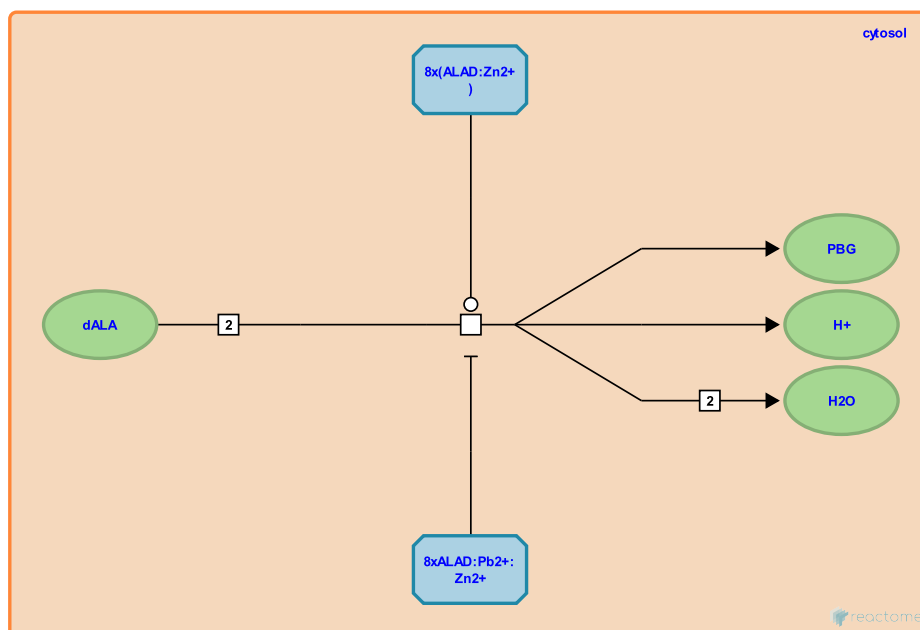 cytosol
8x(ALAD:Zn2+
)
PBG
dALA
2
H+
2
H2O
8xALAD:Pb2+:
Zn2+
reactome